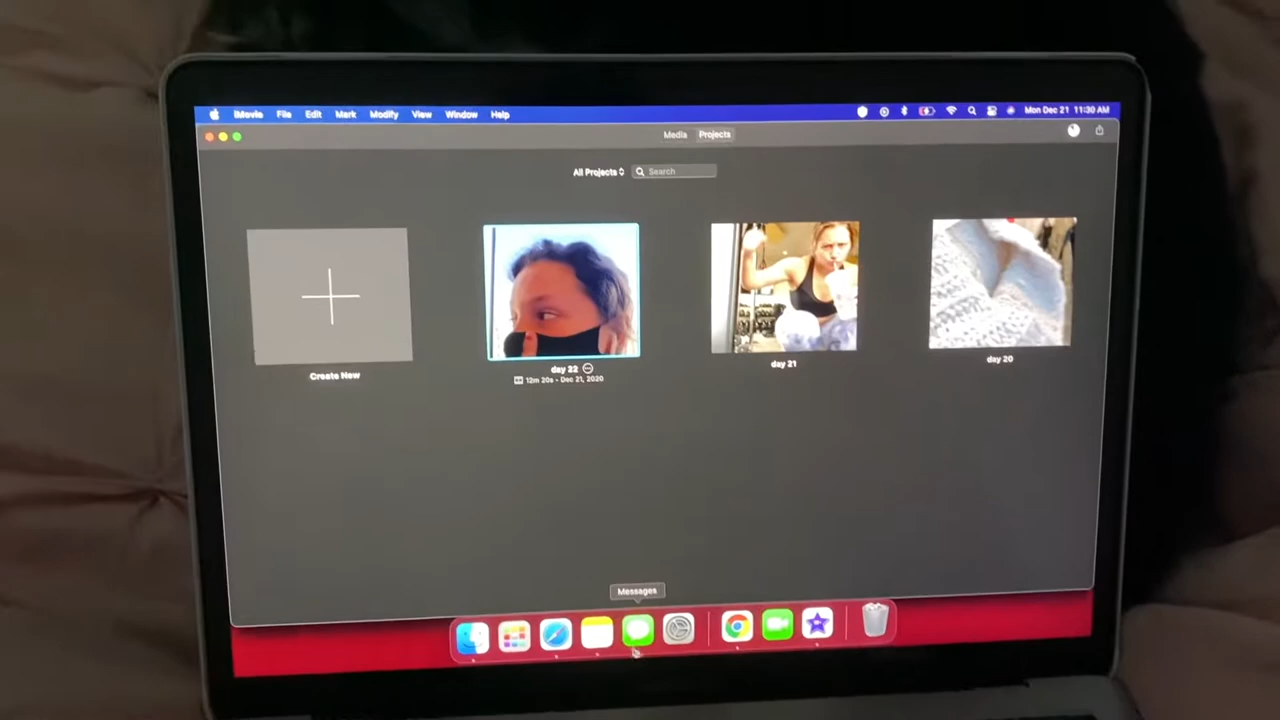 iMovie File Edit Mark Modify View Window Help Mon Dec 21 11:30 AM
Media Projects
All Projects Search
Create New
day 22
12m 20s - Dec 21, 2020
day 21
day 20
Messages